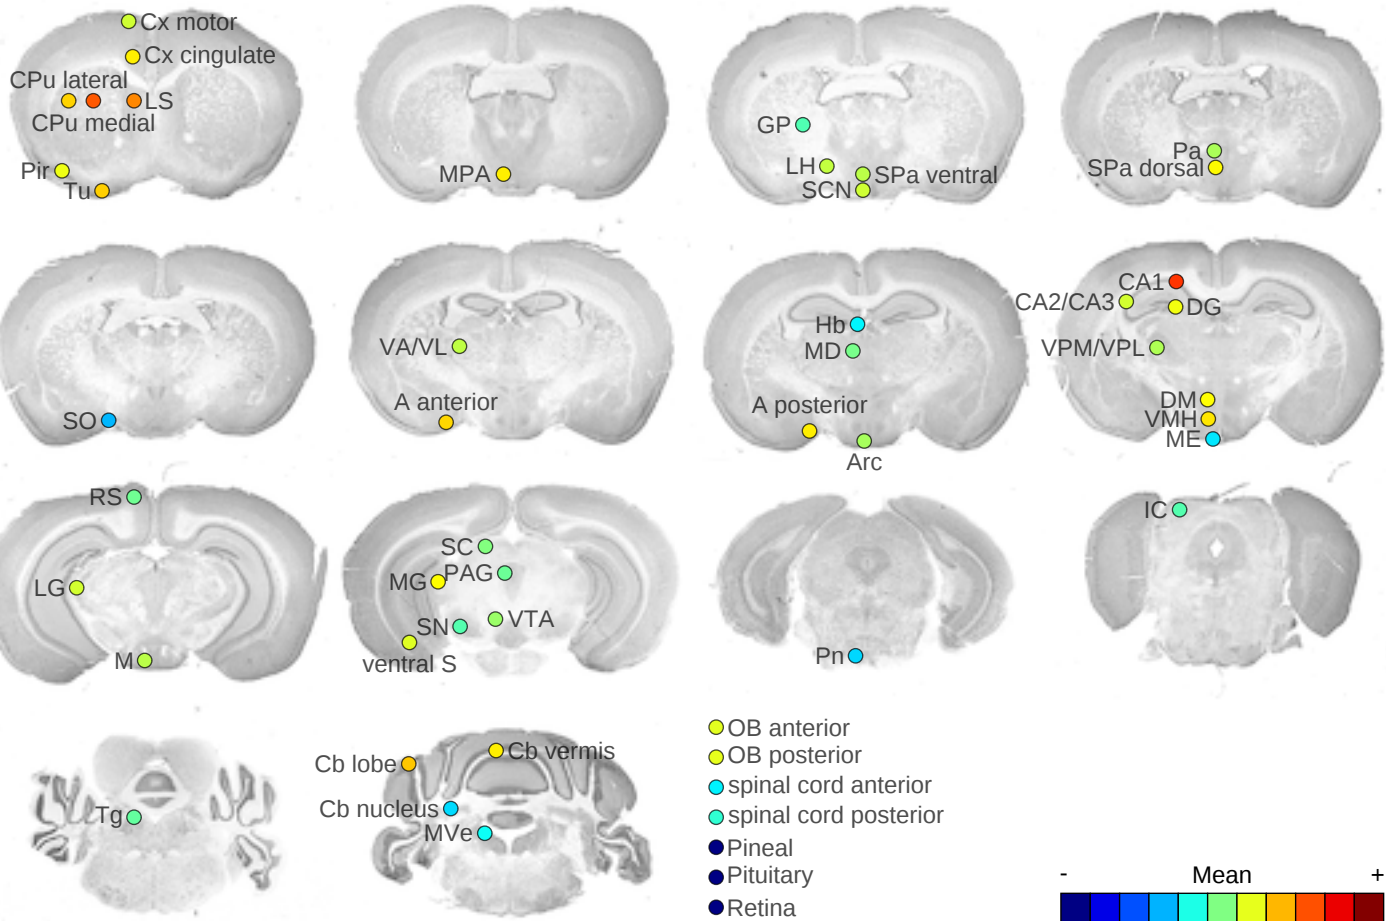 Cx motor
Cx cingulate
CPu lateral
LS
CPu medial
Pir
Tu
MPA
GP
LH
SPa ventral
SCN
Pa
SPa dorsal
SO
VA/VL
A anterior
Hb
MD
A posterior
Arc
CA1
CA2/CA3
DG
VPM/VPL
DM
VMH
ME
RS
LG
M
SC
MG
PAG
SN
VTA
ventral S
Pn
IC
Tg
Cb lobe
Cb vermis
Cb nucleus
MVe
OB anterior
OB posterior
spinal cord anterior
spinal cord posterior
Pineal
Pituitary
Retina
- Mean +